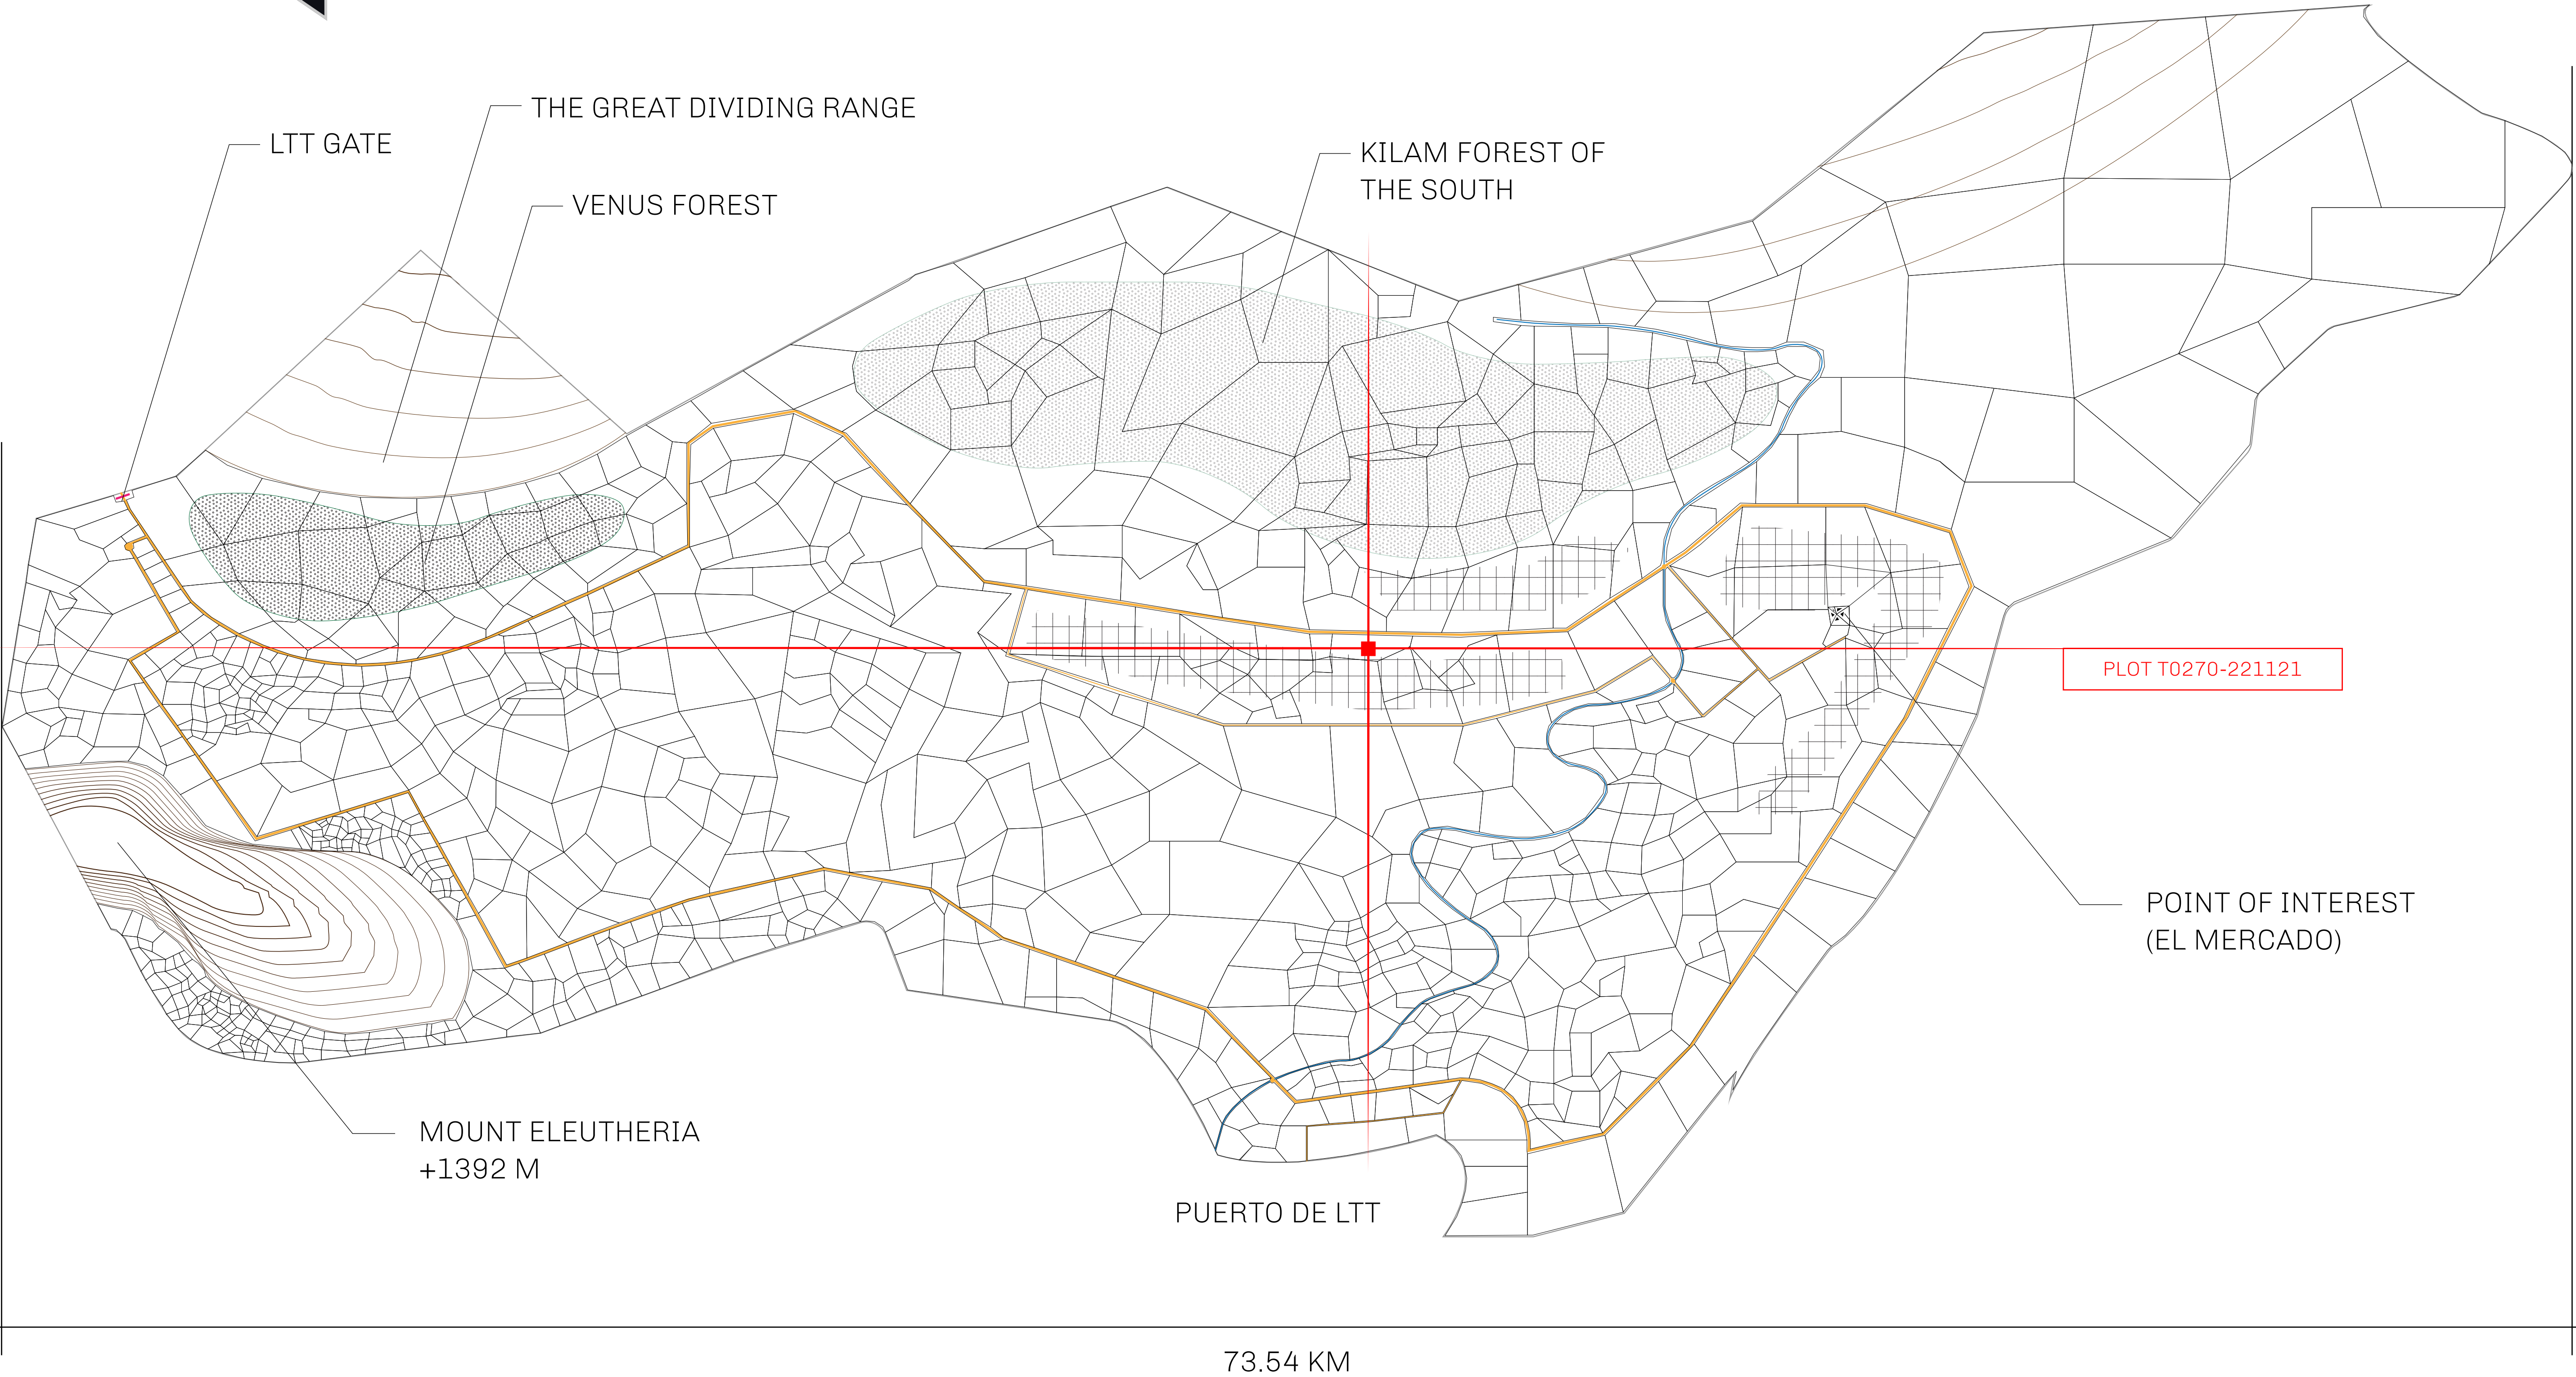 THE GREAT DIVIDING RANGE
LTT GATE
VENUS FOREST
KILAM FOREST OF
THE SOUTH
PLOT T0270-221121
POINT OF INTEREST
(EL MERCADO)
MOUNT ELEUTHERIA
+1392 M
PUERTO DE LTT
73.54 KM